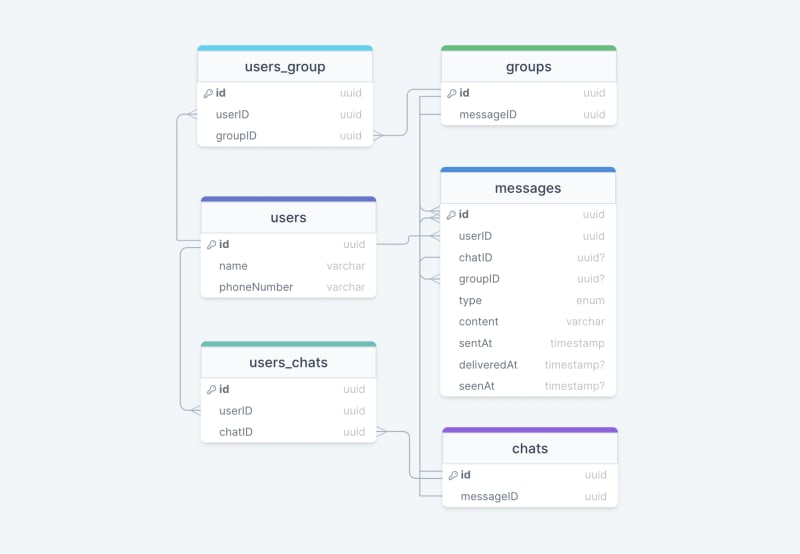 users_group
id uuid
userID uuid
groupID uuid
groups
id uuid
messageID uuid
users
id uuid
name varchar
phoneNumber varchar
messages
id uuid
userID uuid
chatID uuid?
groupID uuid?
type enum
content varchar
sentAt timestamp
deliveredAt timestamp?
seenAt timestamp?
users_chats
id uuid
userID uuid
chatID uuid
chats
id uuid
messageID uuid